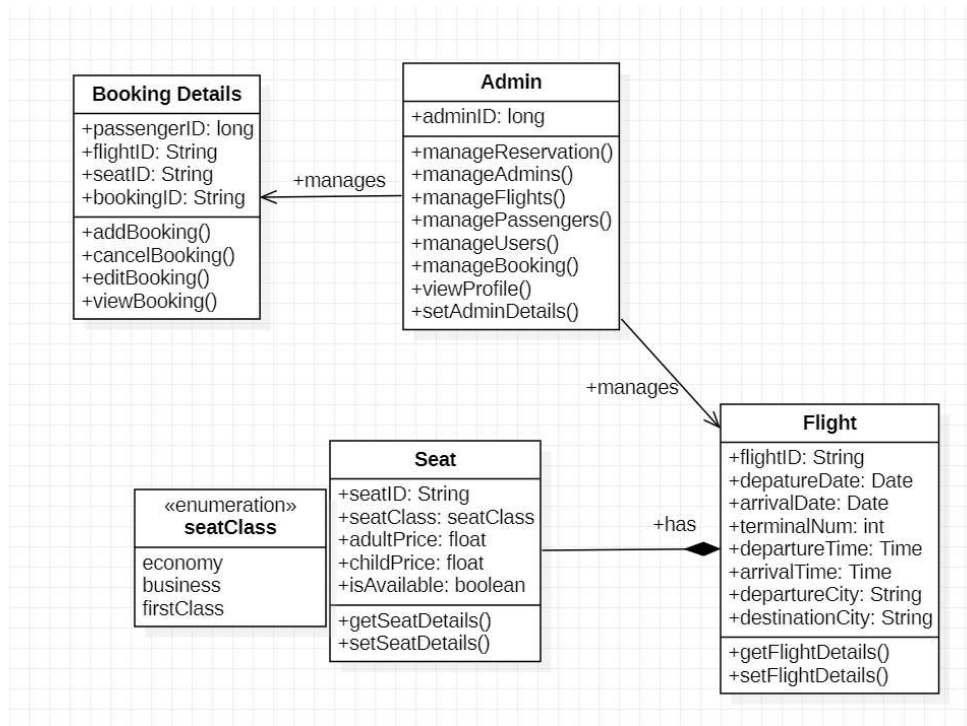 Booking Details
+passengerID: long
+flightID: String
+seatID: String
+bookingID: String
+addBooking()
+cancelBooking()
+editBooking()
+viewBooking()
+manages
Admin
+adminID: long
+manageReservation()
+manageAdmins()
+manageFlights()
+managePassengers()
+manageUsers()
+manageBooking()
+viewProfile()
+setAdminDetails()
+manages
«enumeration»
seatClass
economy
business
firstClass
Seat
+seatID: String
+seatClass: seatClass
+adultPrice: float
+childPrice: float
+isAvailable: boolean
+getSeatDetails()
+setSeatDetails()
+has
Flight
+flightID: String
+depatureDate: Date
+arrivalDate: Date
+terminalNum: int
+departureTime: Time
+arrivalTime: Time
+departureCity: String
+destinationCity: String
+getFlightDetails()
+setFlightDetails()